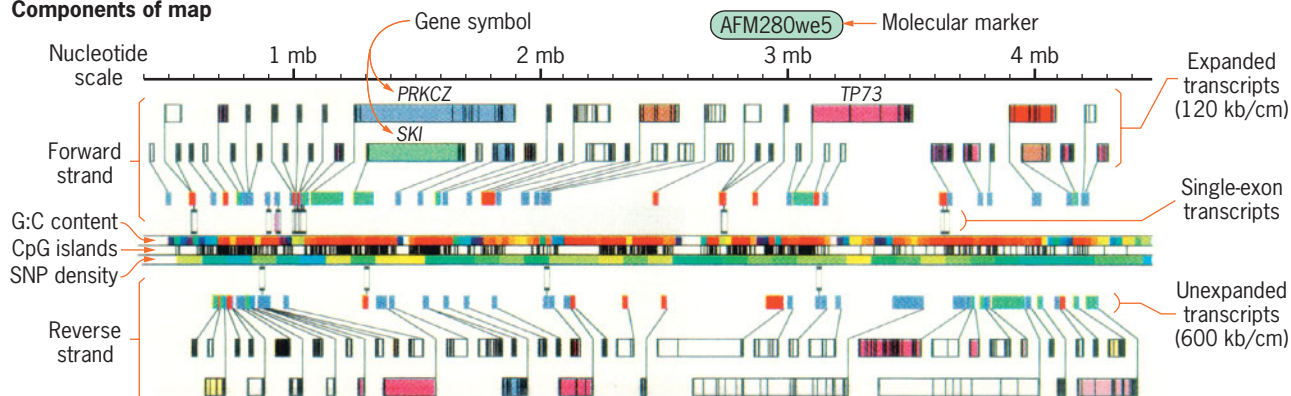 Components of map
Gene symbol
AFM280we5
Molecular marker
Nucleotide
scale
1 mb
2 mb
3 mb
4 mb
Expanded
transcripts
(120 kb/cm)
PRKCZ
TP73
SKI
Forward
strand
Single-exon
transcripts
G:C content
CpG islands
SNP density
Unexpanded
transcripts
(600 kb/cm)
Reverse
strand